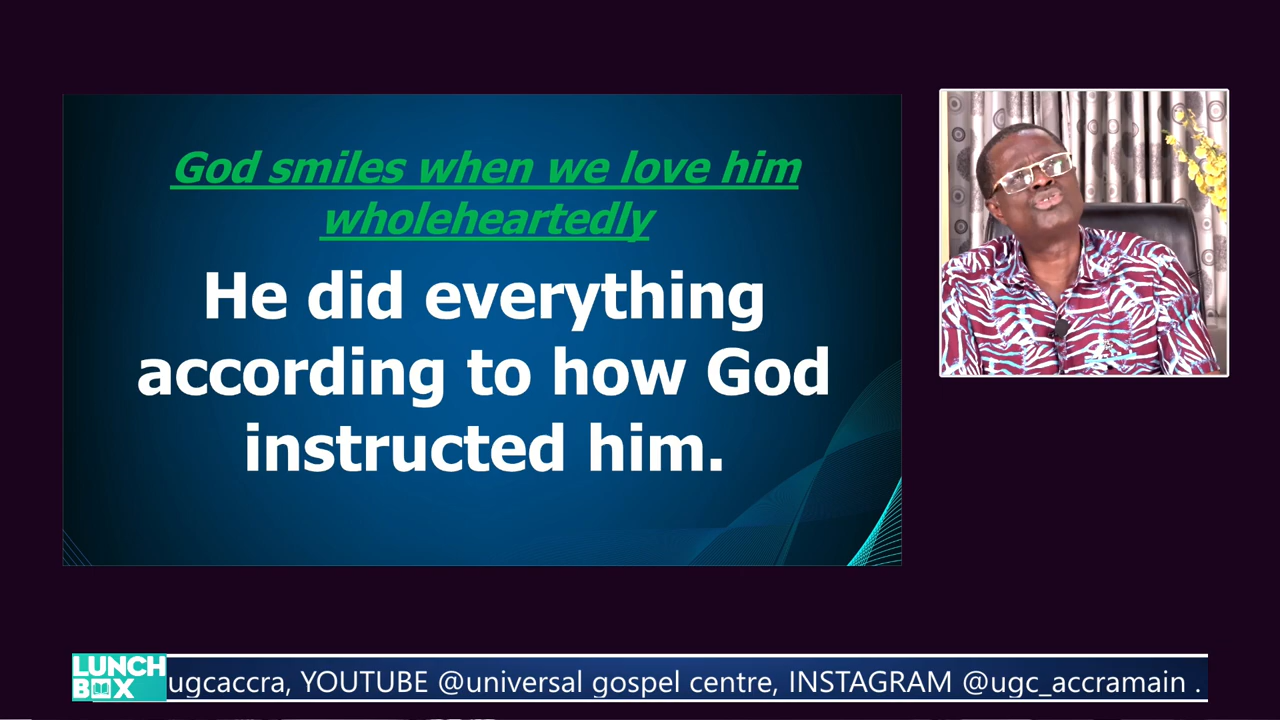 God smiles when we love him
wholeheartedly
He did everything
according to how God
instructed him.
LUNCH
BOX
ugcaccra, YOUTUBE @universal gospel centre, INSTAGRAM @ugc_accramain .